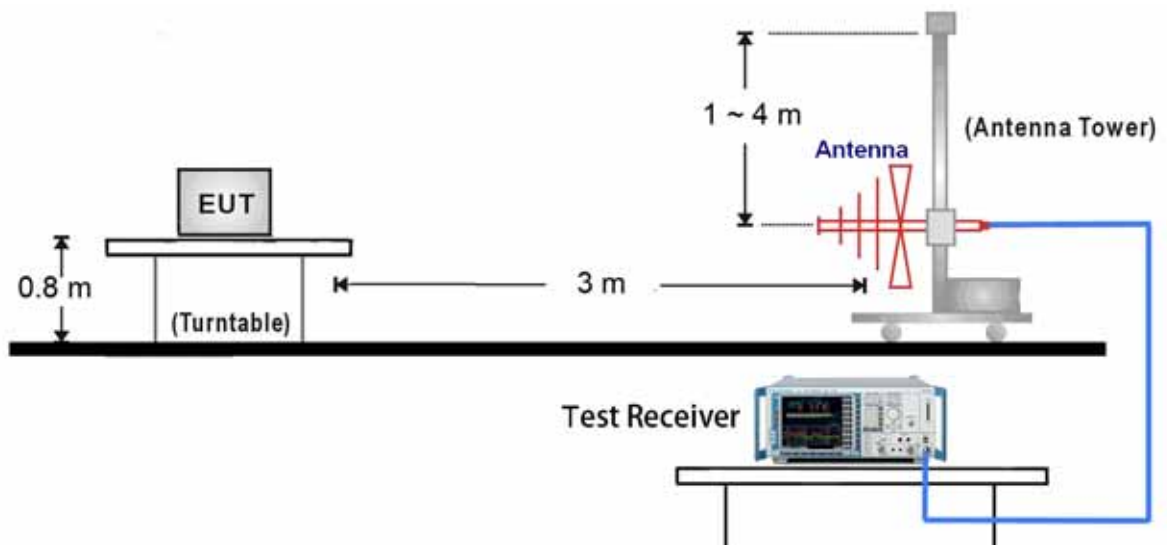 1 ~ 4 m
(Antenna Tower)
Antenna
EUT
0.8 m
3 m
(Turntable)
Test Receiver